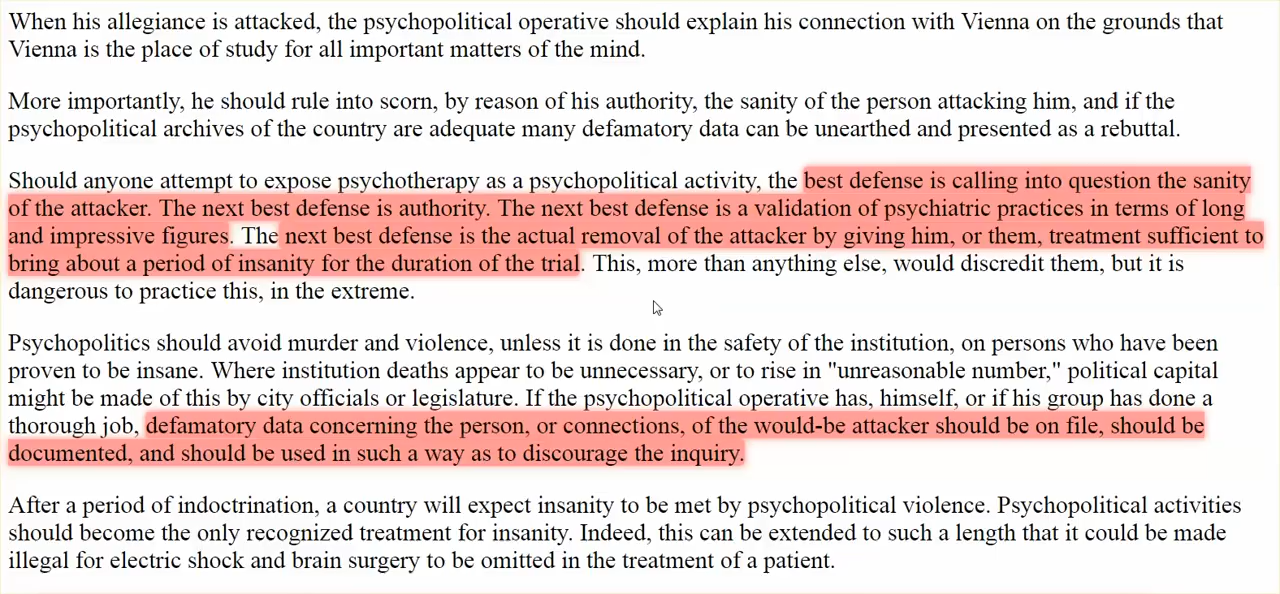 When his allegiance is attacked, the psychopolitical operative should explain his connection with Vienna on the grounds that
Vienna is the place of study for all important matters of the mind.
More importantly, he should rule into scorn, by reason of his authority, the sanity of the person attacking him, and if the
psychopolitical archives of the country are adequate many defamatory data can be unearthed and presented as a rebuttal.
Should anyone attempt to expose psychotherapy as a psychopolitical activity, the best defense is calling into question the sanity
of the attacker. The next best defense is authority. The next best defense is a validation of psychiatric practices in terms of long
and impressive figures. The next best defense is the actual removal of the attacker by giving him, or them, treatment sufficient to
bring about a period of insanity for the duration of the trial. This, more than anything else, would discredit them, but it is
dangerous to practice this, in the extreme.
Psychopolitics should avoid murder and violence, unless it is done in the safety of the institution, on persons who have been
proven to be insane. Where institution deaths appear to be unnecessary, or to rise in "unreasonable number," political capital
might be made of this by city officials or legislature. If the psychopolitical operative has, himself, or if his group has done a
thorough job, defamatory data concerning the person, or connections, of the would-be attacker should be on file, should be
documented, and should be used in such a way as to discourage the inquiry.
After a period of indoctrination, a country will expect insanity to be met by psychopolitical violence. Psychopolitical activities
should become the only recognized treatment for insanity. Indeed, this can be extended to such a length that it could be made
illegal for electric shock and brain surgery to be omitted in the treatment of a patient.